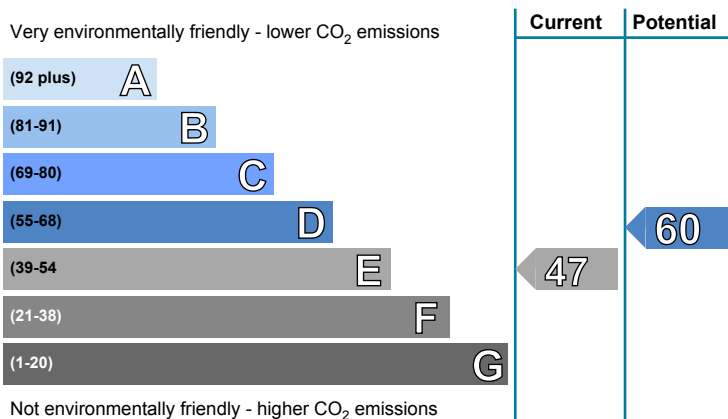 Very environmentally friendly - lower CO2 emissions
Current
Potential
(92 plus) A
(81-91) B
(69-80) C
(55-68) D
60
(39-54 E
47
(21-38) F
(1-20) G
Not environmentally friendly - higher CO2 emissions